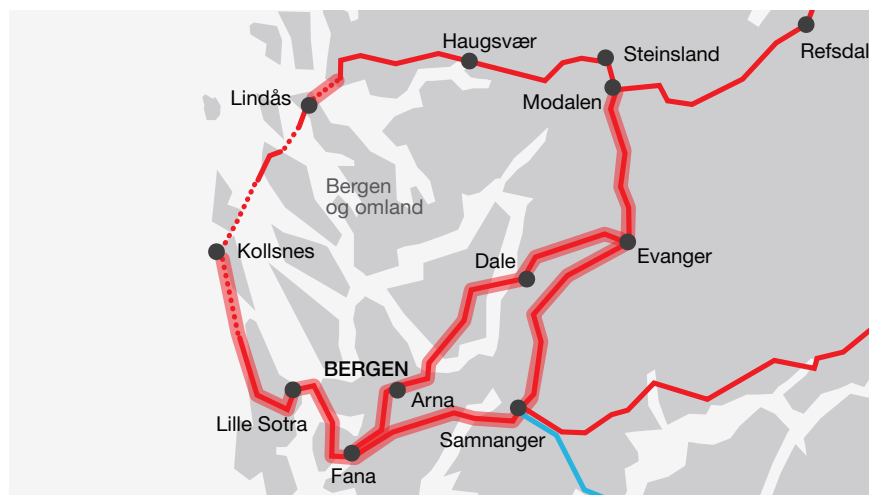 Haugsvær
Steinsland
Refsdal
Modalen
Lindås
Bergen
og omland
Kollsnes
Dale
Evanger
BERGEN
Arna
Lille Sotra
Samnanger
Fana